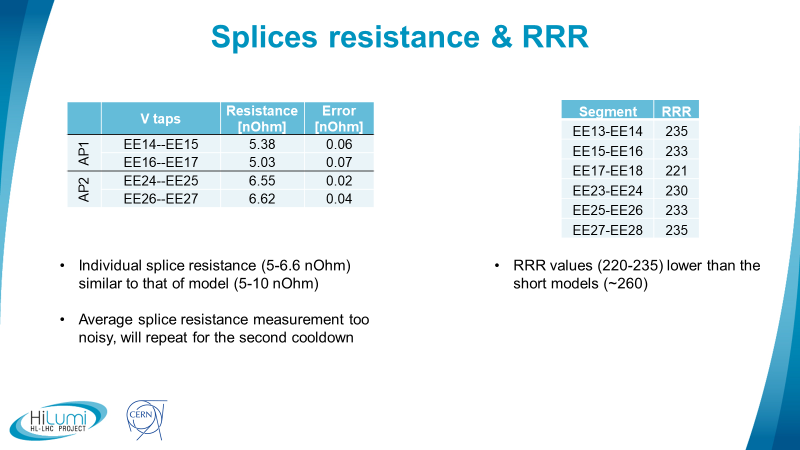 Splices resistance & RRR
V taps Resistance [nOhm] Error [nOhm]
AP1
EE14--EE15 5.38 0.06
EE16--EE17 5.03 0.07
AP2
EE24--EE25 6.55 0.02
EE26--EE27 6.62 0.04
Segment RRR
EE13-EE14 235
EE15-EE16 233
EE17-EE18 221
EE23-EE24 230
EE25-EE26 233
EE27-EE28 235
• Individual splice resistance (5-6.6 nOhm)
similar to that of model (5-10 nOhm)
• Average splice resistance measurement too
noisy, will repeat for the second cooldown
• RRR values (220-235) lower than the
short models (~260)
HiLumi
HL-LHC PROJECT
CERN